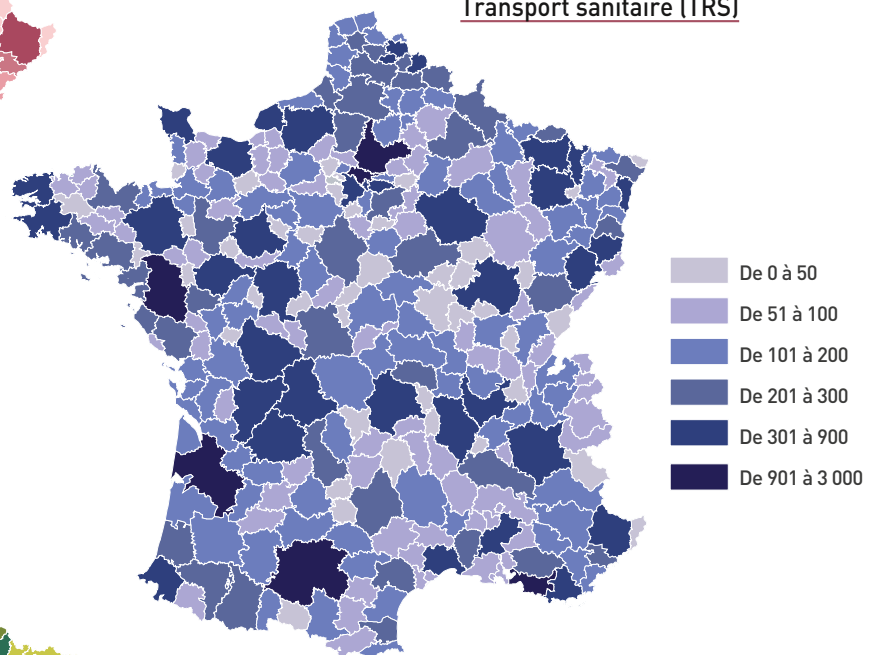 Transport sanitaire (TRS)
De 0 à 50
De 51 à 100
De 101 à 200
De 201 à 300
De 301 à 900
De 901 à 3 000